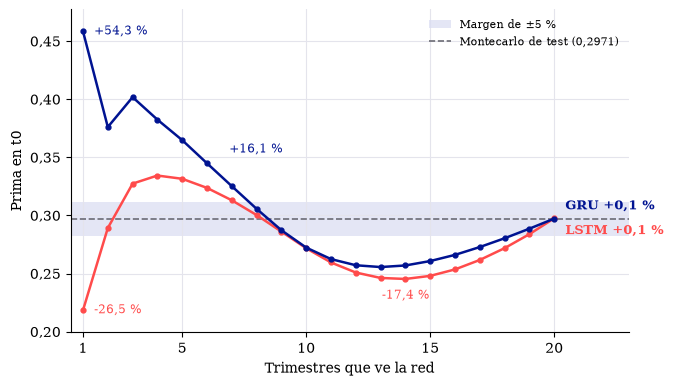 Margen de ±5 %
Montecarlo de test (0,2971)
+54,3 %
+16,1 %
-26,5 %
-17,4 %
GRU +0,1 %
LSTM +0,1 %
Prima en t0
0,45
0,40
0,35
0,30
0,25
0,20
1
5
10
15
20
Trimestres que ve la red